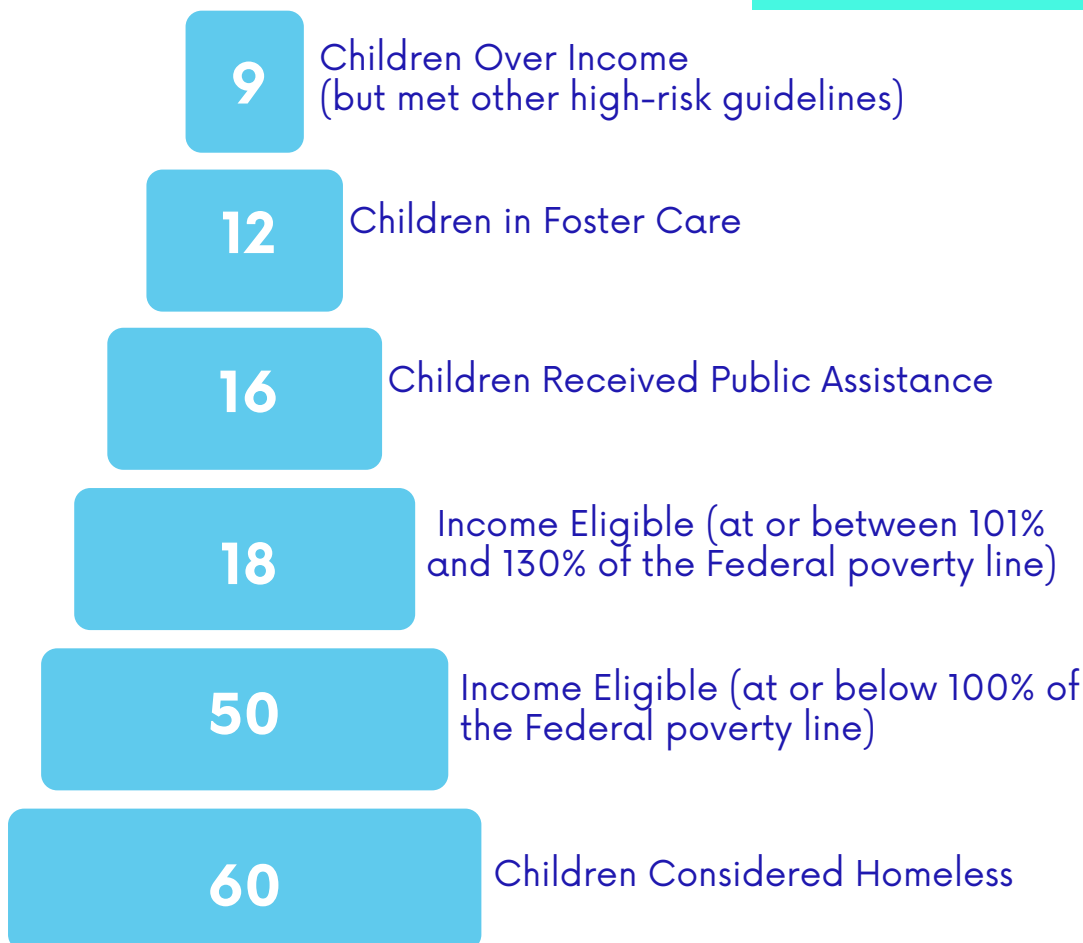 9
Children Over Income
(but met other high-risk guidelines)
12
Children in Foster Care
16
Children Received Public Assistance
18
Income Eligible (at or between 101%
and 130% of the Federal poverty line)
50
Income Eligible (at or below 100% of
the Federal poverty line)
60
Children Considered Homeless